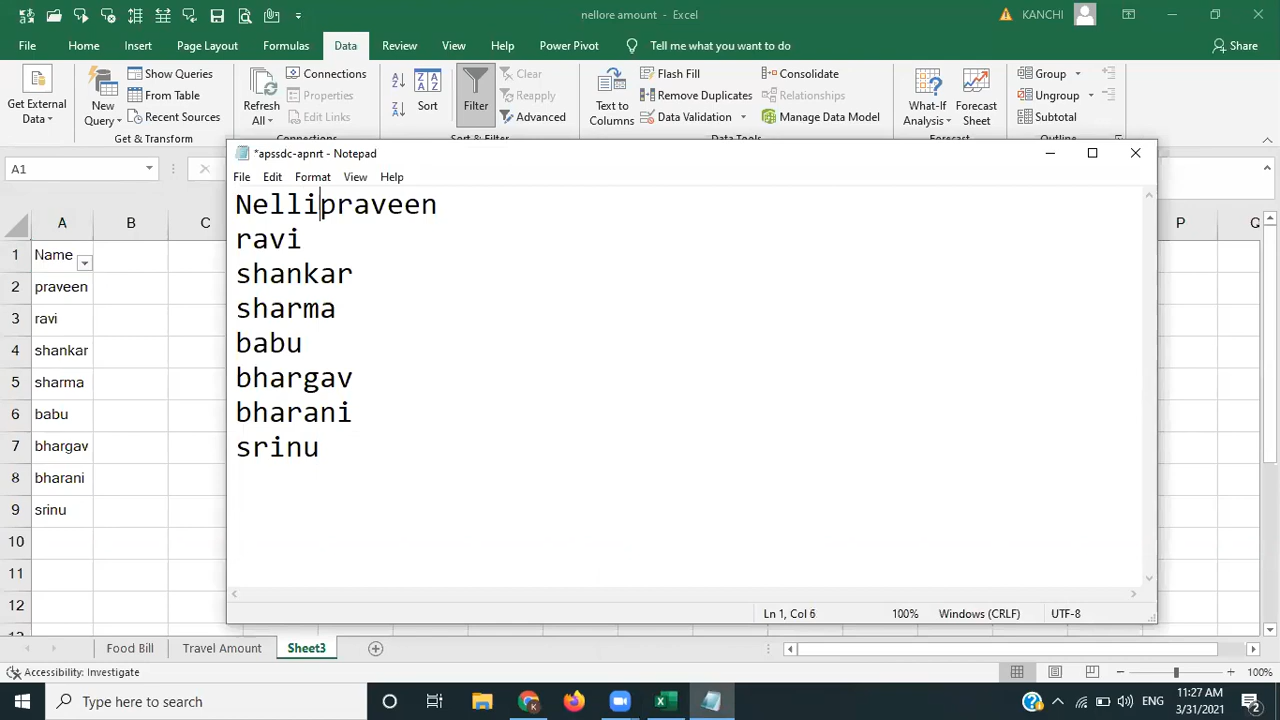 nellore amount - Excel
KANCHI
File Home Insert Page Layout Formulas Data Review View Help Power Pivot Tell me what you want to do Share
Get External Data
New Query
Show Queries
From Table
Recent Sources
Get & Transform
Refresh All
Connections
Properties
Edit Links
Connections
Sort
Filter
Clear
Reapply
Advanced
Sort & Filter
Text to Columns
Flash Fill
Remove Duplicates
Data Validation
Consolidate
Relationships
Manage Data Model
What-If Analysis
Forecast Sheet
Forecast
Group
Ungroup
Subtotal
Outline
A1
*apssdc-apnrt - Notepad
File Edit Format View Help
Nellipraveen
ravi
shankar
sharma
babu
bhargav
bharani
srinu
Ln 1, Col 6 100% Windows (CRLF) UTF-8
A B C P Q
1 Name
2 praveen
3 ravi
4 shankar
5 sharma
6 babu
7 bhargav
8 bharani
9 srinu
10
11
12
Food Bill Travel Amount Sheet3
Accessibility: Investigate
100%
Type here to search
ENG
11:27 AM
3/31/2021
2